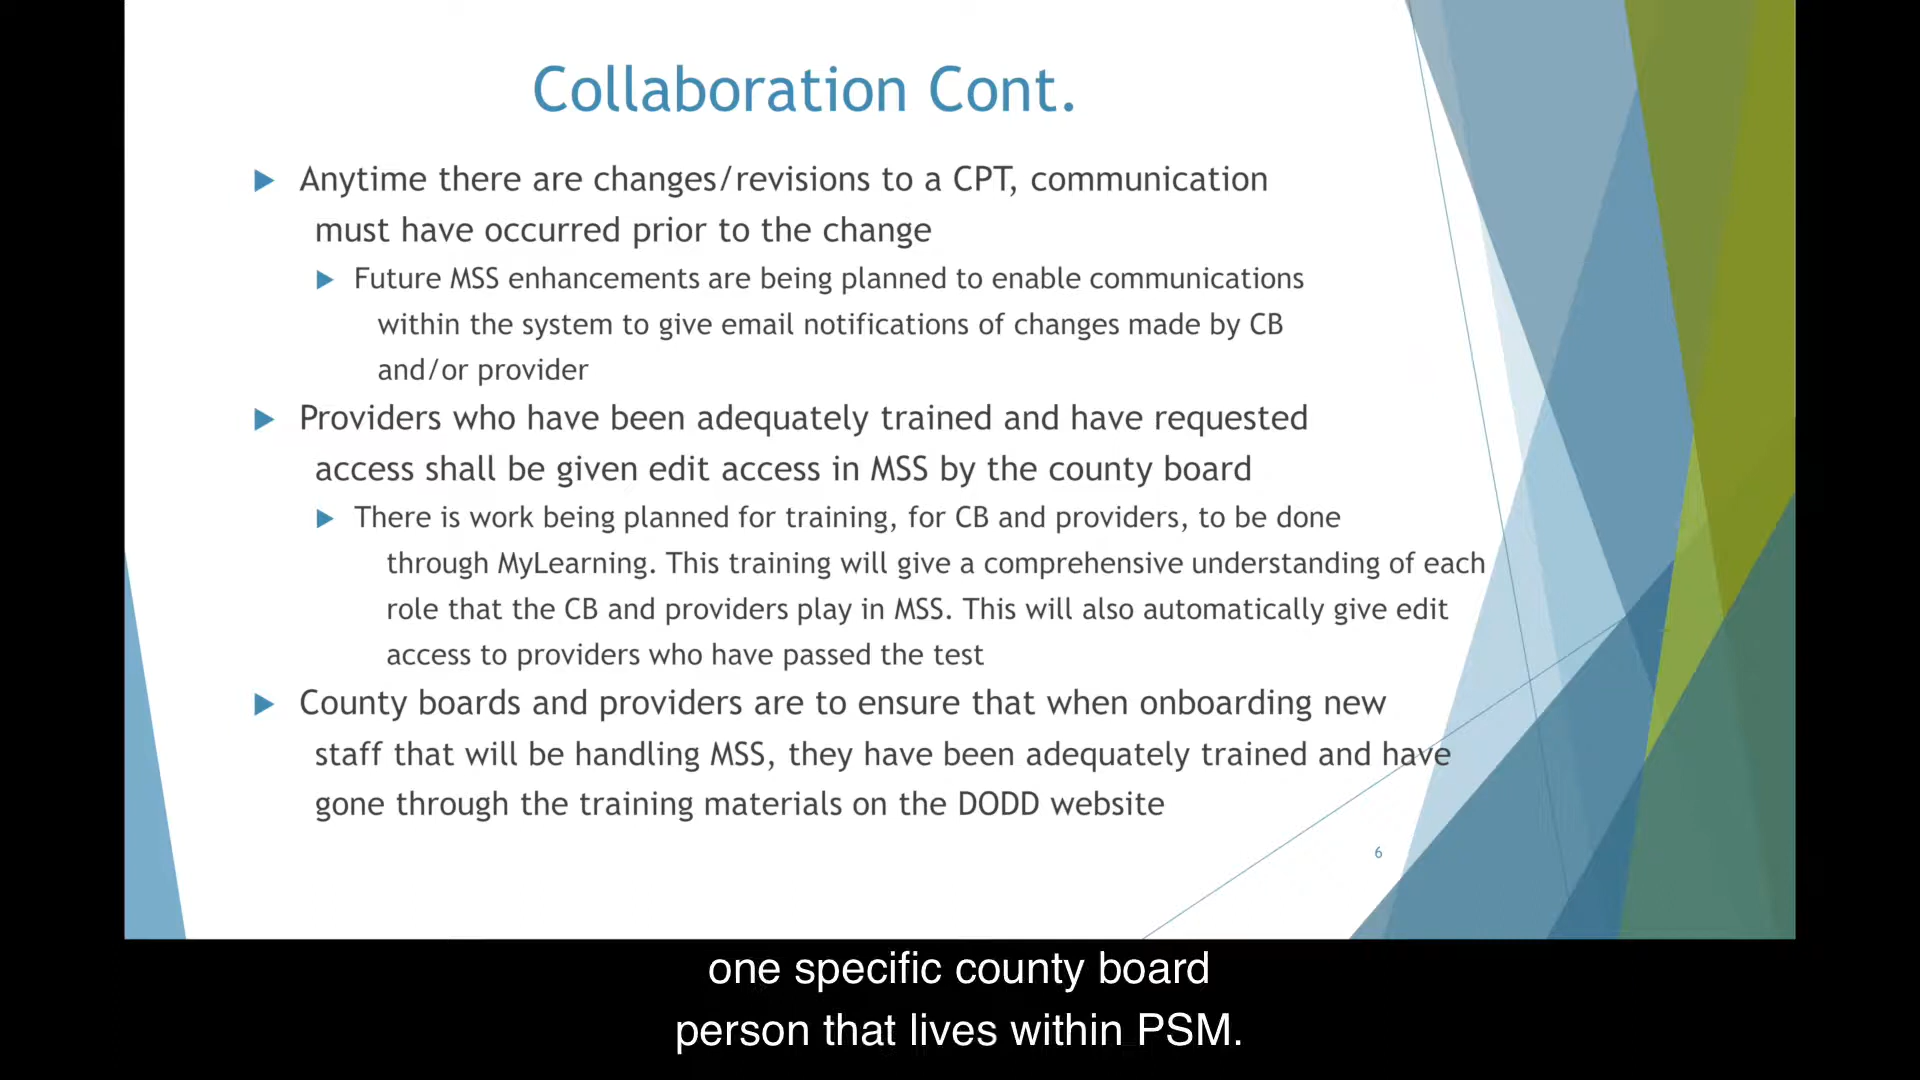 Collaboration Cont.
Anytime there are changes/revisions to a CPT, communication
must have occurred prior to the change
Future MSS enhancements are being planned to enable communications
within the system to give email notifications of changes made by CB
and/or provider
Providers who have been adequately trained and have requested
access shall be given edit access in MSS by the county board
There is work being planned for training, for CB and providers, to be done
through MyLearning. This training will give a comprehensive understanding of each
role that the CB and providers play in MSS. This will also automatically give edit
access to providers who have passed the test
County boards and providers are to ensure that when onboarding new
staff that will be handling MSS, they have been adequately trained and have
gone through the training materials on the DODD website
6
one specific county board
person that lives within PSM.